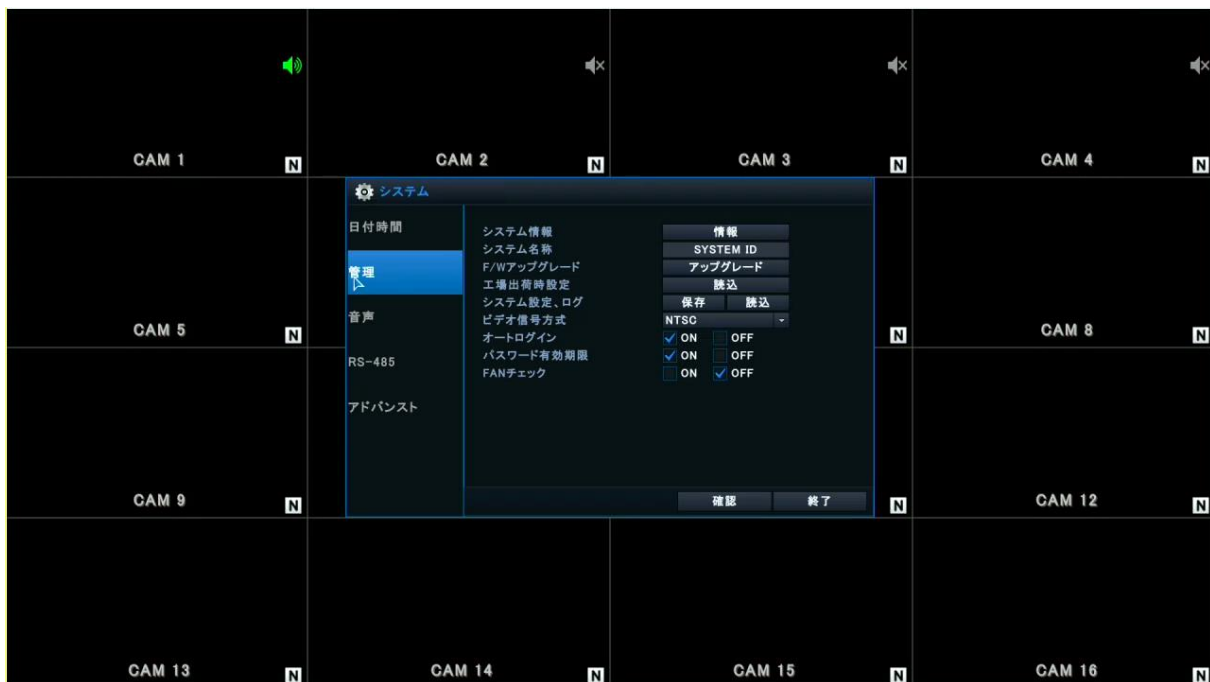 CAM 1 N
CAM 2 N
CAM 3 N
CAM 4 N
システム
日付時間
管理
音声
RS-485
アドバンスト
システム情報 情報
システム名称 SYSTEM ID
F/Wアップグレード アップグレード
工場出荷時設定 読込
システム設定、ログ 保存 読込
ビデオ信号方式 NTSC
オートログイン ON OFF
パスワード有効期限 ON OFF
FANチェック ON OFF
確認 終了
CAM 5 N
N
CAM 8 N
CAM 9 N
N
CAM 12 N
CAM 13 N
CAM 14 N
CAM 15 N
CAM 16 N